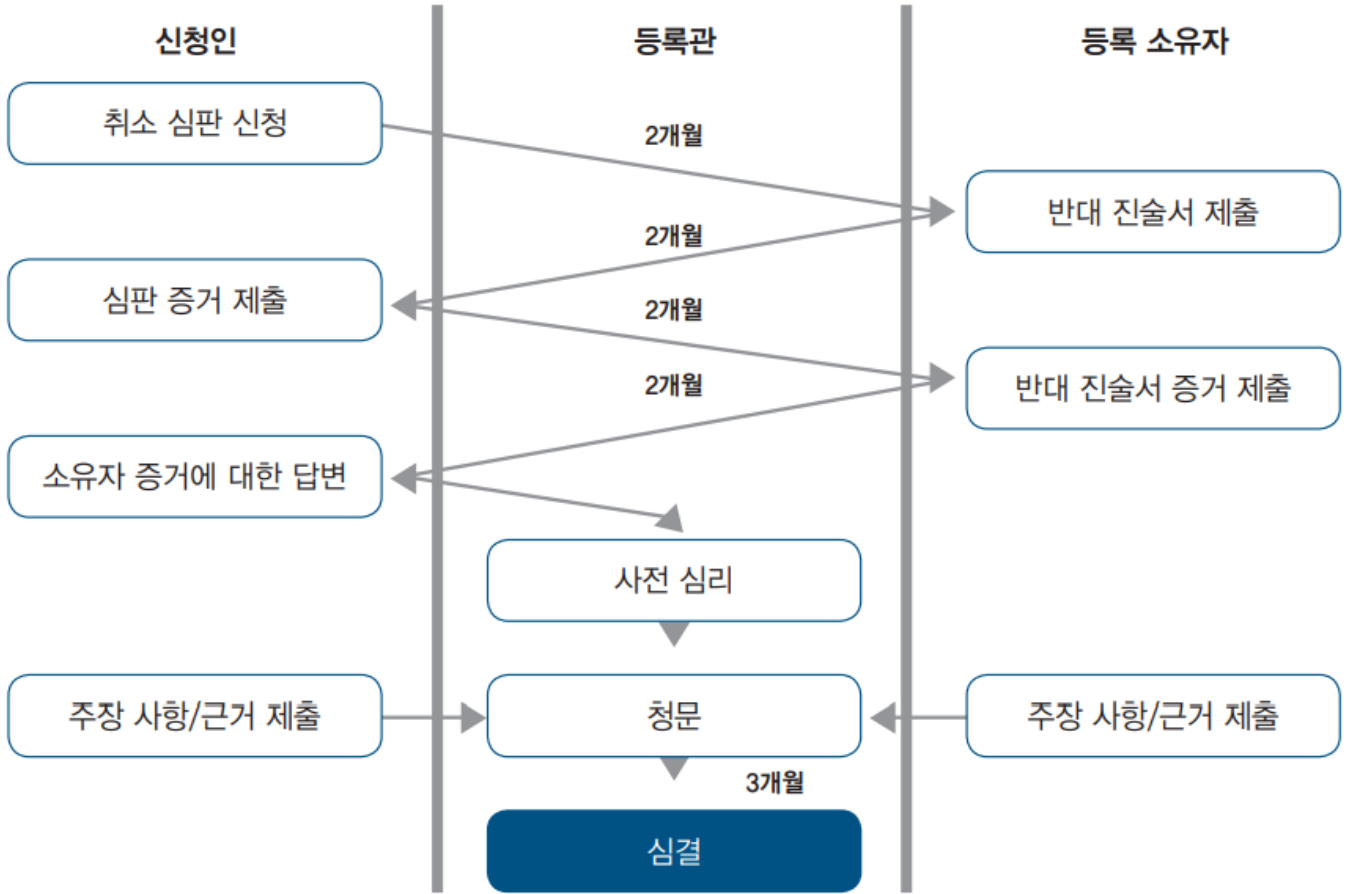 신청인
등록관
등록 소유자
취소 심판 신청
2개월
반대 진술서 제출
2개월
심판 증거 제출
2개월
반대 진술서 증거 제출
2개월
소유자 증거에 대한 답변
사전 심리
주장 사항/근거 제출
청문
주장 사항/근거 제출
3개월
심결